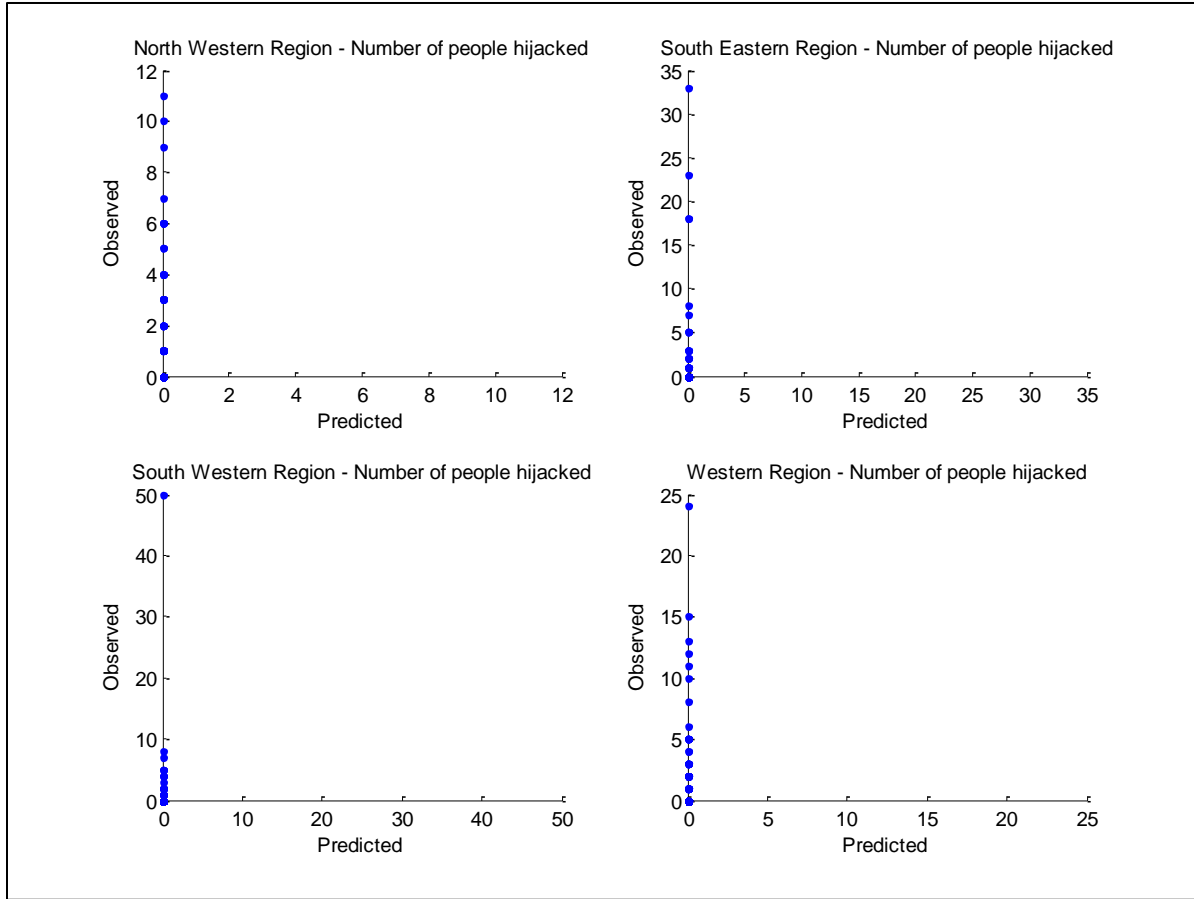 North Western Region - Number of people hijacked
12
10
8
6
4
2
0
Observed
0 2 4 6 8 10 12
Predicted
South Eastern Region - Number of people hijacked
35
30
25
20
15
10
5
0
Observed
0 5 10 15 20 25 30 35
Predicted
South Western Region - Number of people hijacked
50
40
30
20
10
0
Observed
0 10 20 30 40 50
Predicted
Western Region - Number of people hijacked
25
20
15
10
5
0
Observed
0 5 10 15 20 25
Predicted